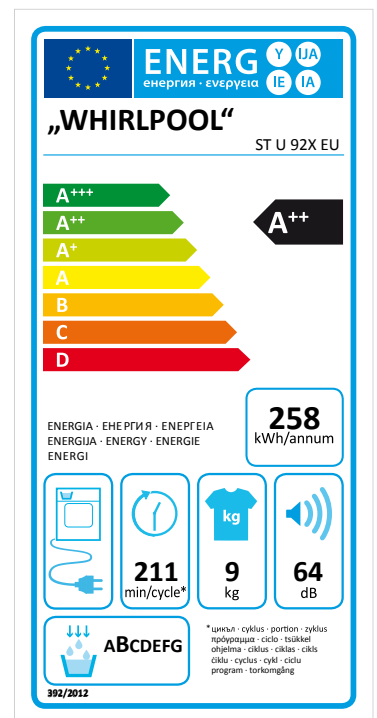 ENERG Y IJA
енергия · ενεργεια IE IA
„WHIRLPOOL“
ST U 92X EU
A+++
A++
A+
A
B
C
D
A++
258
kWh/annum
ENERGIA · ЕНЕРГИЯ · ΕΝΕΡΓΕΙΑ
ENERGIJA · ENERGY · ENERGIE
ENERGI
211
min/cycle*
kg
9
kg
64
dB
ABCDEFG
*цикъл · cyklus · portion · zyklus
πρόγραμμα · ciclo · tsükkel
ohjelma · ciklus · ciklas · cikls
ċiklu · cyclus · cykl · ciclu
program · torkomgång
392/2012